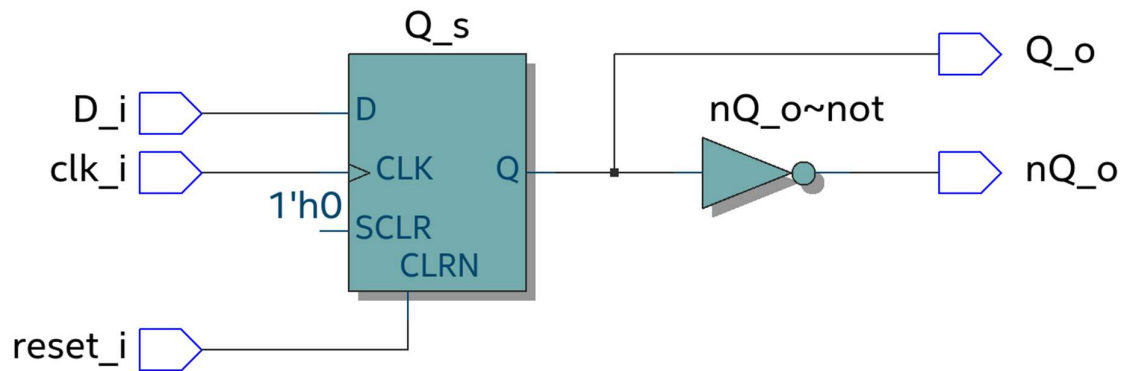 Q_s
Q_o
D_i
D
nQ_o~not
clk_i
CLK
Q
nQ_o
1'h0
SCLR
CLRN
reset_i